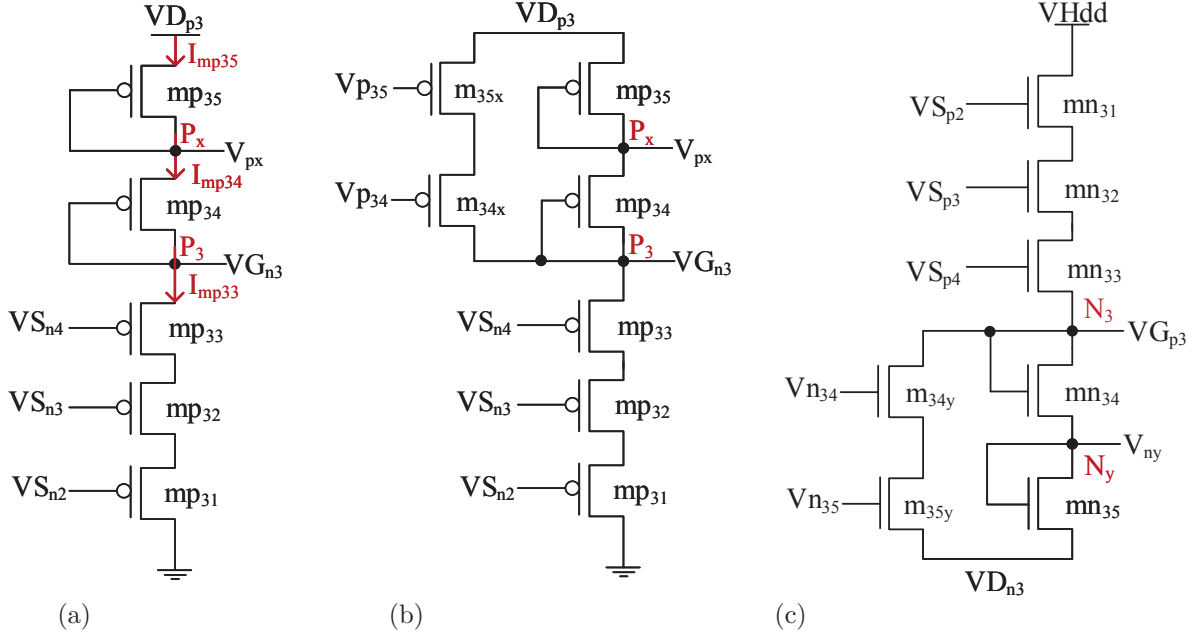 VDp3
Imp35
mp35
Px
Vpx
Imp34
mp34
P3
VGn3
Imp33
VSn4
mp33
VSn3
mp32
VSn2
mp31
(a)
VDp3
Vp35
m35x
mp35
Px
Vpx
Vp34
m34x
mp34
P3
VGn3
VSn4
mp33
VSn3
mp32
VSn2
mp31
(b)
VHdd
VSp2
mn31
VSp3
mn32
VSp4
mn33
N3
VGp3
Vn34
m34y
mn34
Vny
Ny
Vn35
m35y
mn35
VDn3
(c)